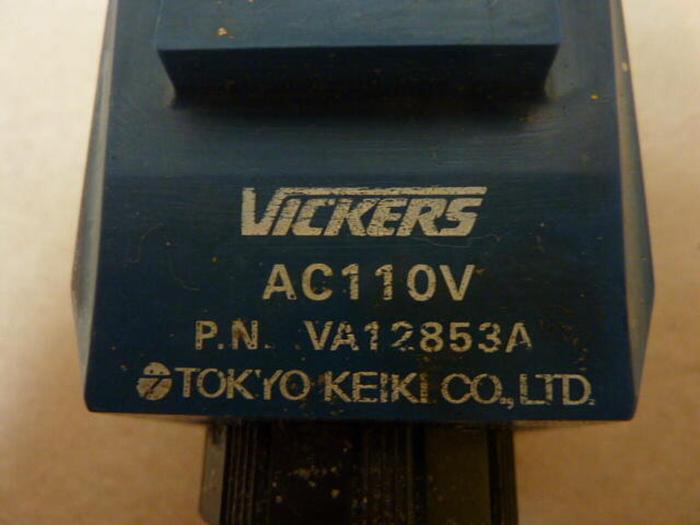 VICKERS
AC110V
P.N. VA12853A
TOKYO KEIKI CO., LTD.